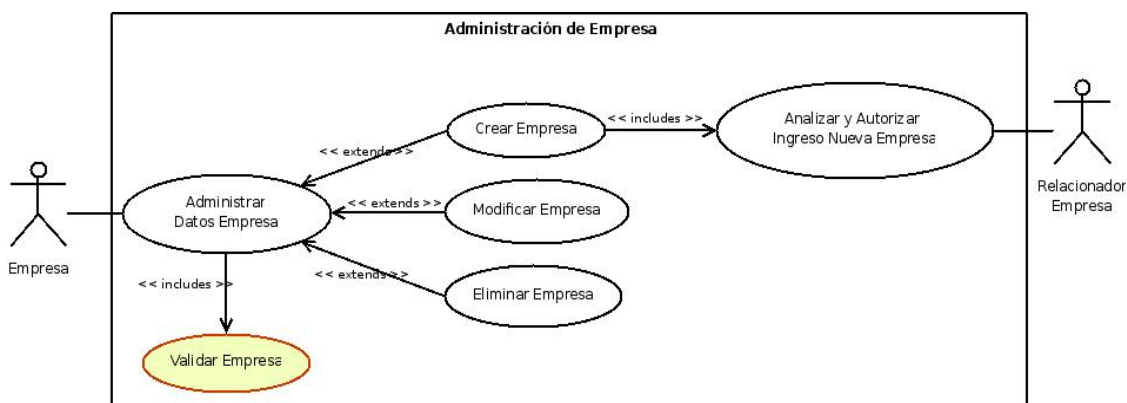 Administración de Empresa
Crear Empresa
<< includes >>
Analizar y Autorizar
Ingreso Nueva Empresa
<< extends >>
Administrar
Datos Empresa
<< extends >>
Modificar Empresa
Relacionador
Empresa
Empresa
<< extends >>
Eliminar Empresa
<< includes >>
Validar Empresa